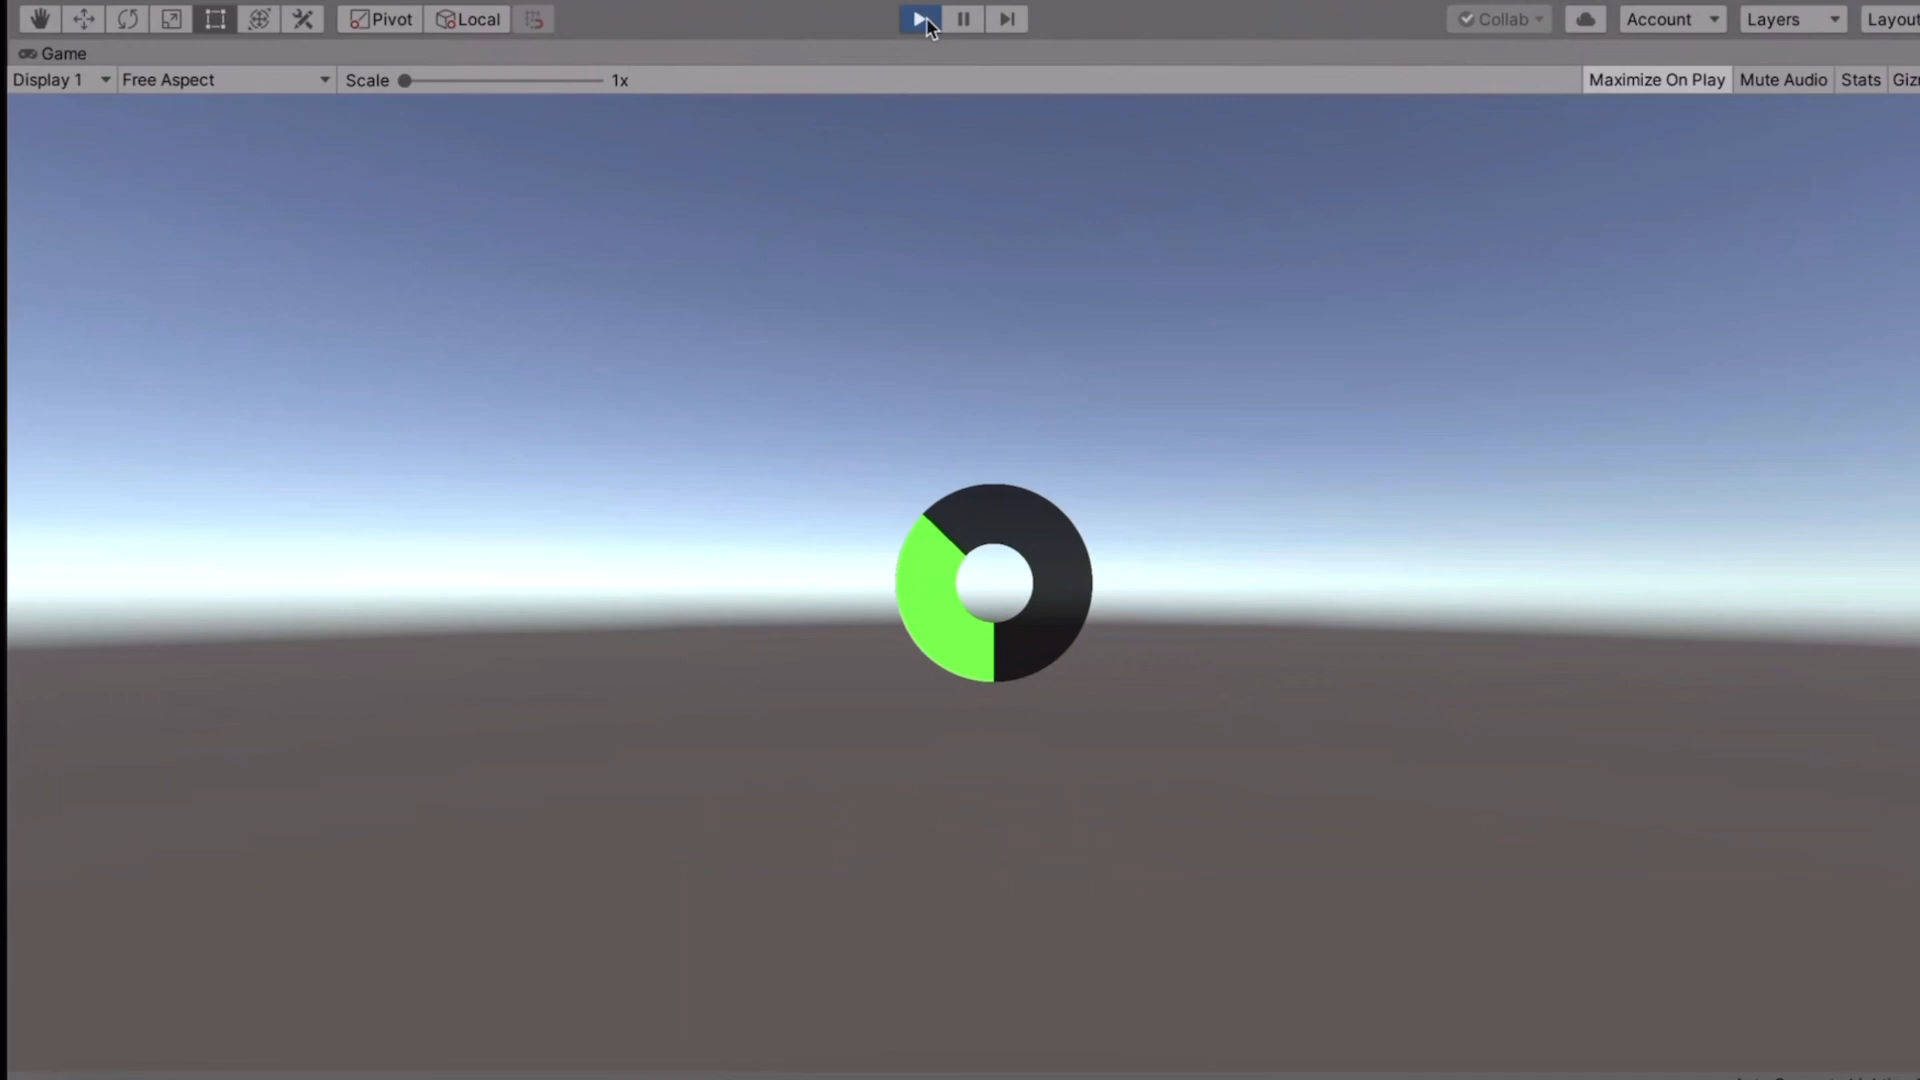 Pivot Local Collab Account Layers Layout
Game
Display 1 Free Aspect Scale 1x Maximize On Play Mute Audio Stats